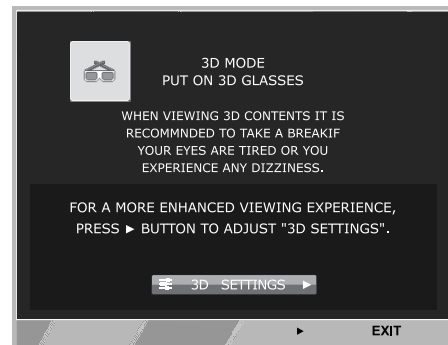 3D MODE
PUT ON 3D GLASSES
WHEN VIEWING 3D CONTENTS IT IS
RECOMMNDED TO TAKE A BREAKIF
YOUR EYES ARE TIRED OR YOU
EXPERIENCE ANY DIZZINESS.
FOR A MORE ENHANCED VIEWING EXPERIENCE,
PRESS ► BUTTON TO ADJUST "3D SETTINGS".
3D SETTINGS ►
► EXIT